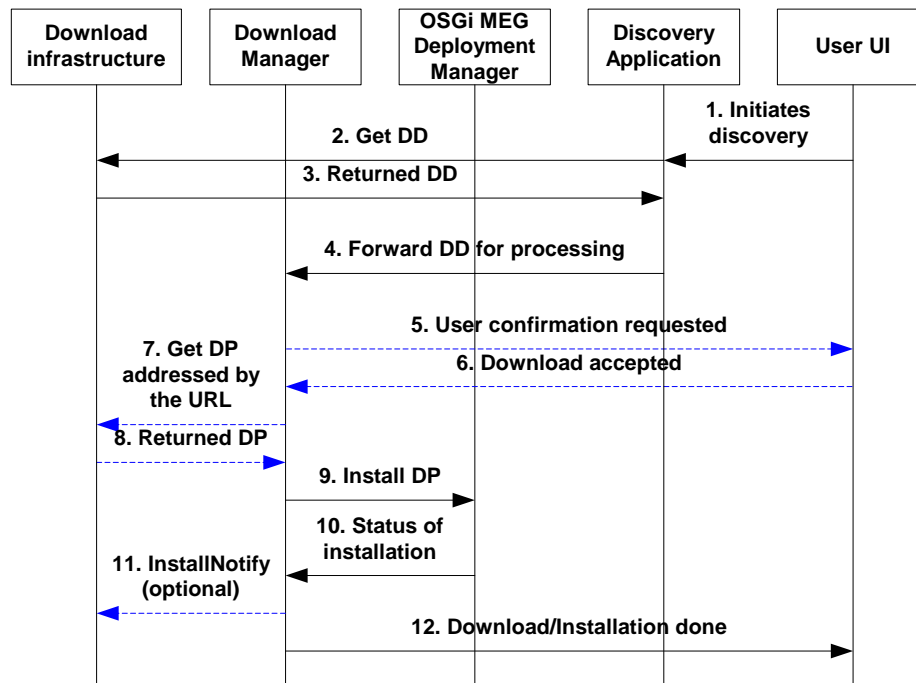 Download
infrastructure
Download
Manager
OSGi MEG
Deployment
Manager
Discovery
Application
User UI
1. Initiates
discovery
2. Get DD
3. Returned DD
4. Forward DD for processing
5. User confirmation requested
6. Download accepted
7. Get DP
addressed by
the URL
8. Returned DP
9. Install DP
10. Status of
installation
11. InstallNotify
(optional)
12. Download/Installation done